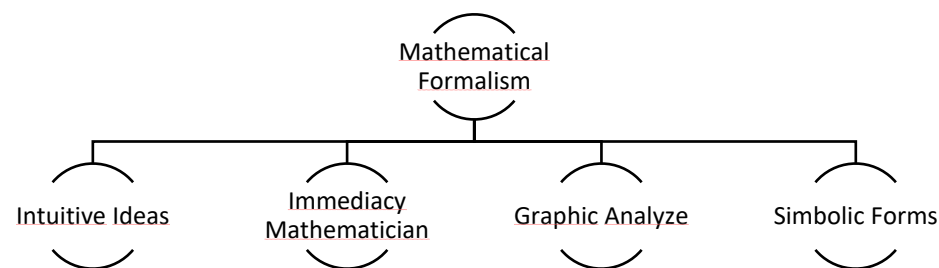 Mathematical
Formalism
Intuitive Ideas
Immediacy
Mathematician
Graphic Analyze
Simbolic Forms